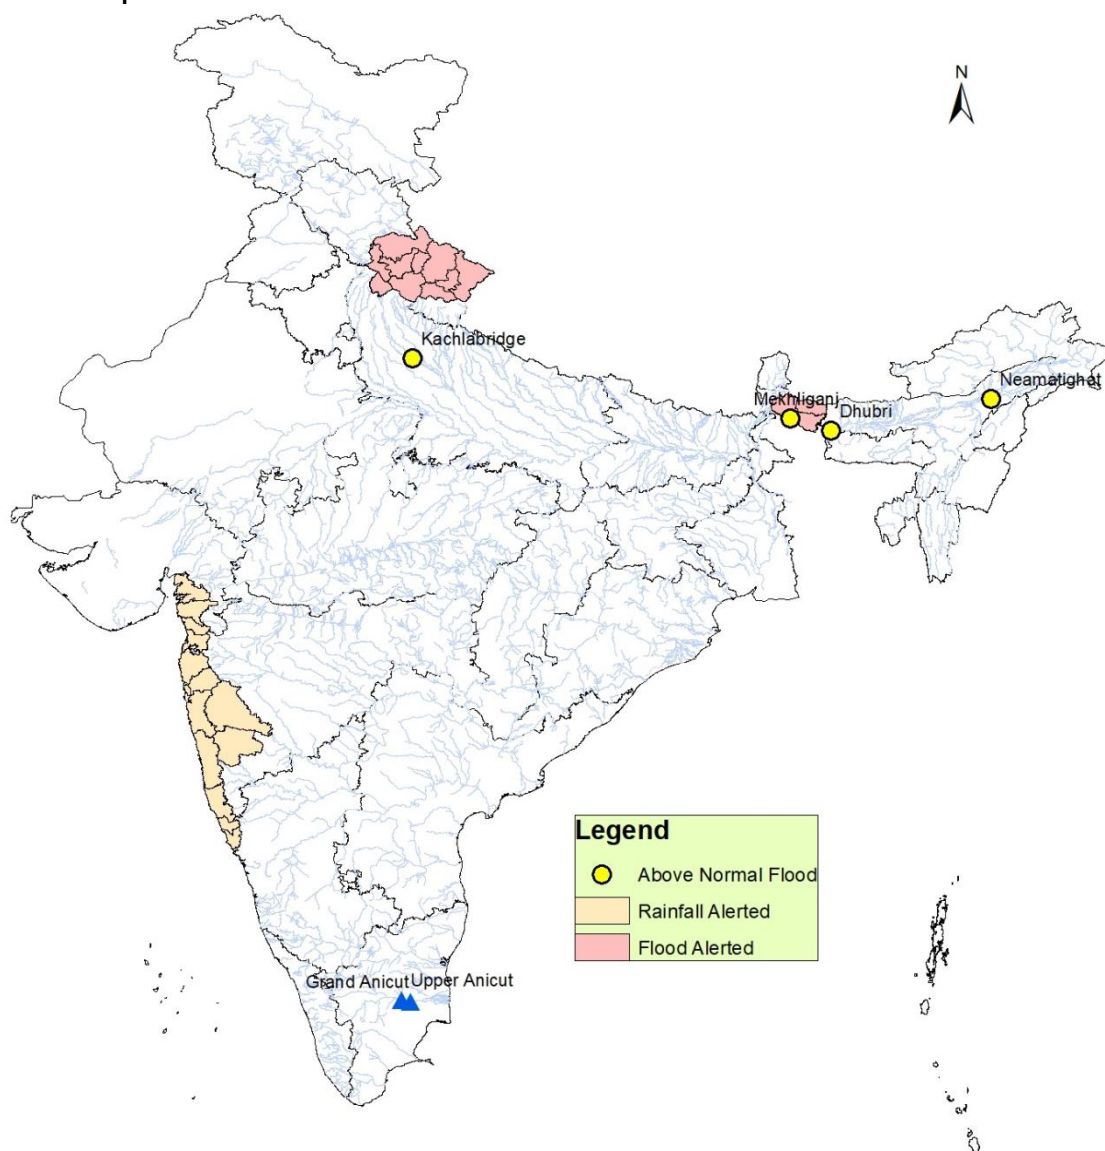 N
Kachlabridge
Neamatighat
Mekhliganj
Dhubri
Legend
Above Normal Flood
Rainfall Alerted
Flood Alerted
Grand Anicut
Upper Anicut